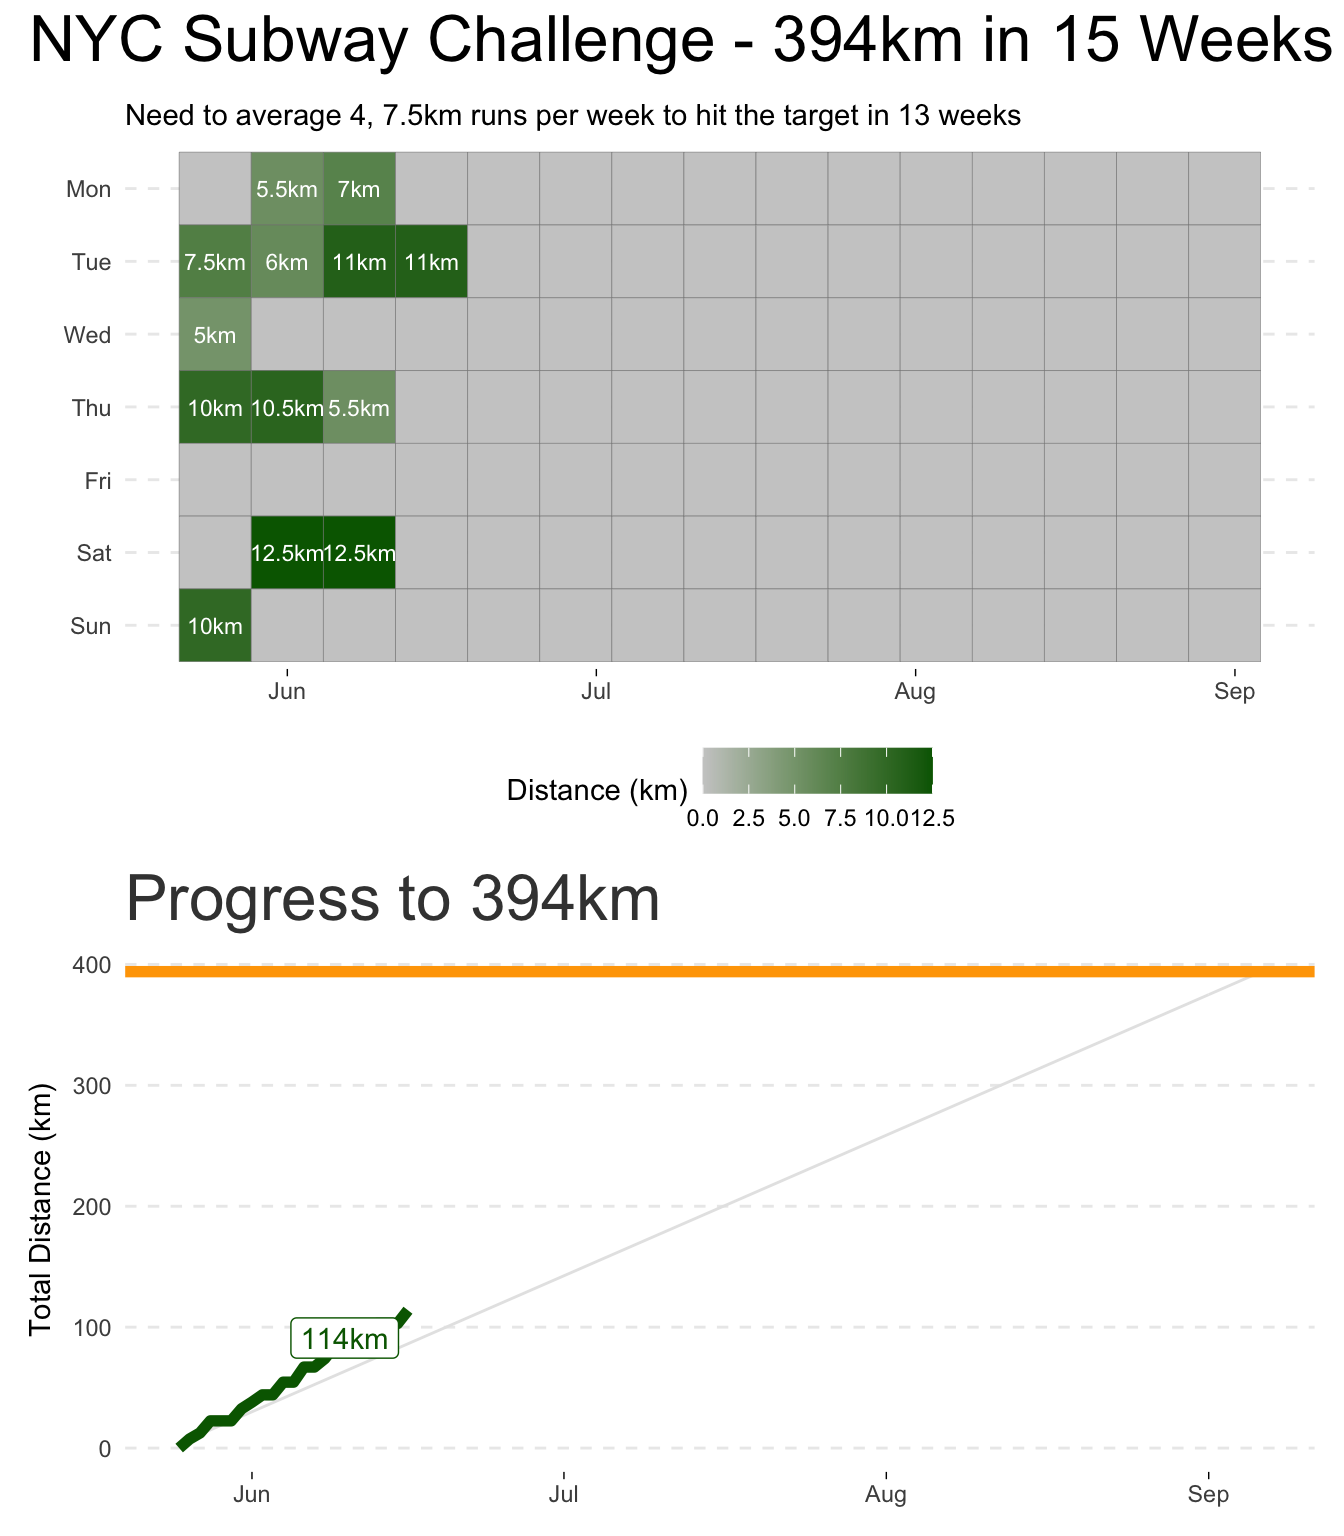 NYC Subway Challenge - 394km in 15 Weeks
Need to average 4, 7.5km runs per week to hit the target in 13 weeks
Mon 5.5km 7km
Tue 7.5km 6km 11km 11km
Wed 5km
Thu 10km 10.5km 5.5km
Fri
Sat 12.5km 12.5km
Sun 10km
Jun Jul Aug Sep
Distance (km)
0.0 2.5 5.0 7.5 10.0 12.5
Progress to 394km
Total Distance (km)
400
300
200
100
0
114km
Jun Jul Aug Sep